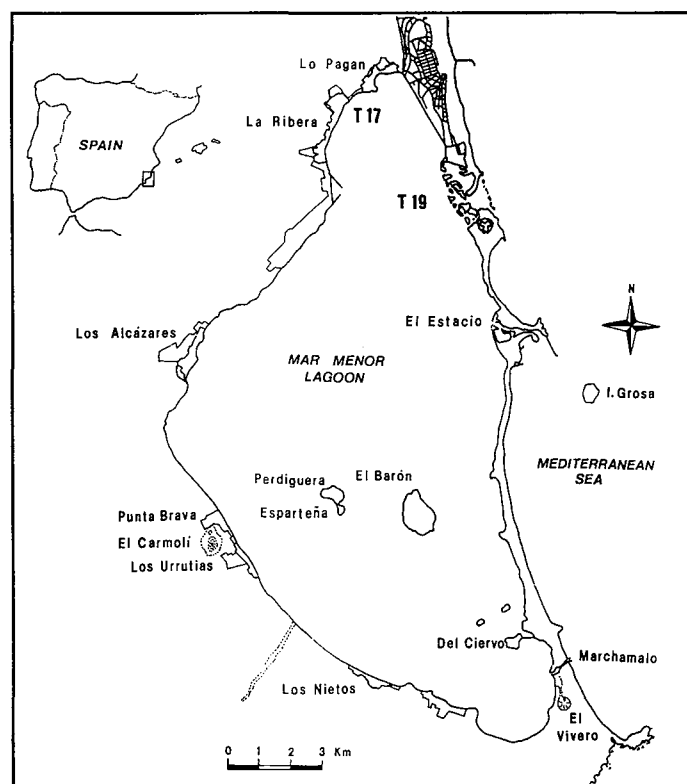 Lo Pagan
La Ribera
T 17
SPAIN
T 19
El Estacio
N
Los Alcázares
MAR MENOR
LAGOON
I. Grosa
MEDITERRANEAN
SEA
Perdiguera
El Barón
Esparteña
Punta Brava
El Carmolí
Los Urrutias
Del Ciervo
Marchamalo
Los Nietos
El
Vivero
0 1 2 3 Km